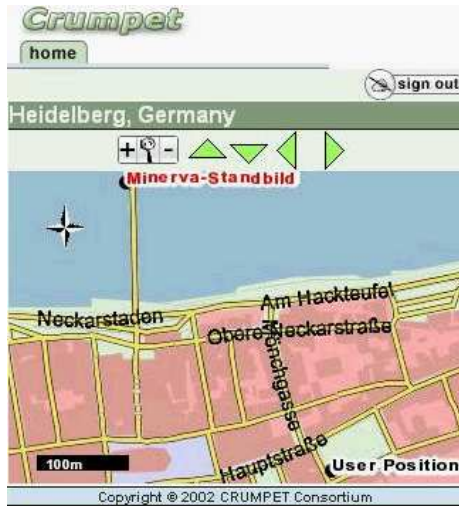 Crumpet
home
sign out
Heidelberg, Germany
+ -
Minerva-Standbild
Am Hackteufel
Neckarstaden
Obere Neckarstraße
Mönchgasse
Hauptstraße
100m
User Position
Copyright © 2002 CRUMPET Consortium